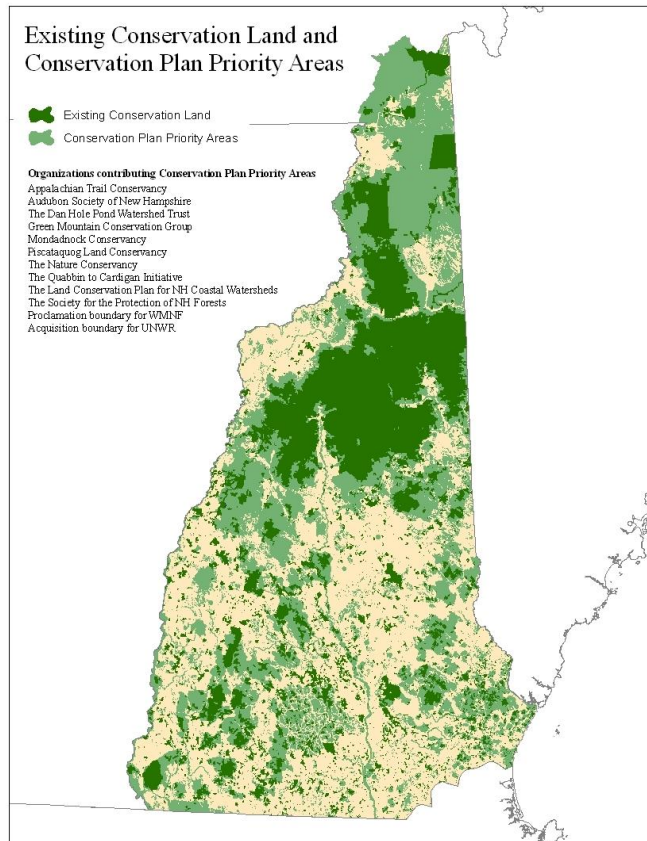 Existing Conservation Land and
Conservation Plan Priority Areas
Existing Conservation Land
Conservation Plan Priority Areas
Organizations contributing Conservation Plan Priority Areas
Appalachian Trail Conservancy
Audubon Society of New Hampshire
The Dan Hole Pond Watershed Trust
Green Mountain Conservation Group
Mondadnock Conservancy
Piscataquog Land Conservancy
The Nature Conservancy
The Quabbin to Cardigan Initiative
The Land Conservation Plan for NH Coastal Watersheds
The Society for the Protection of NH Forests
Proclamation boundary for WMNF
Acquisition boundary for UNWR